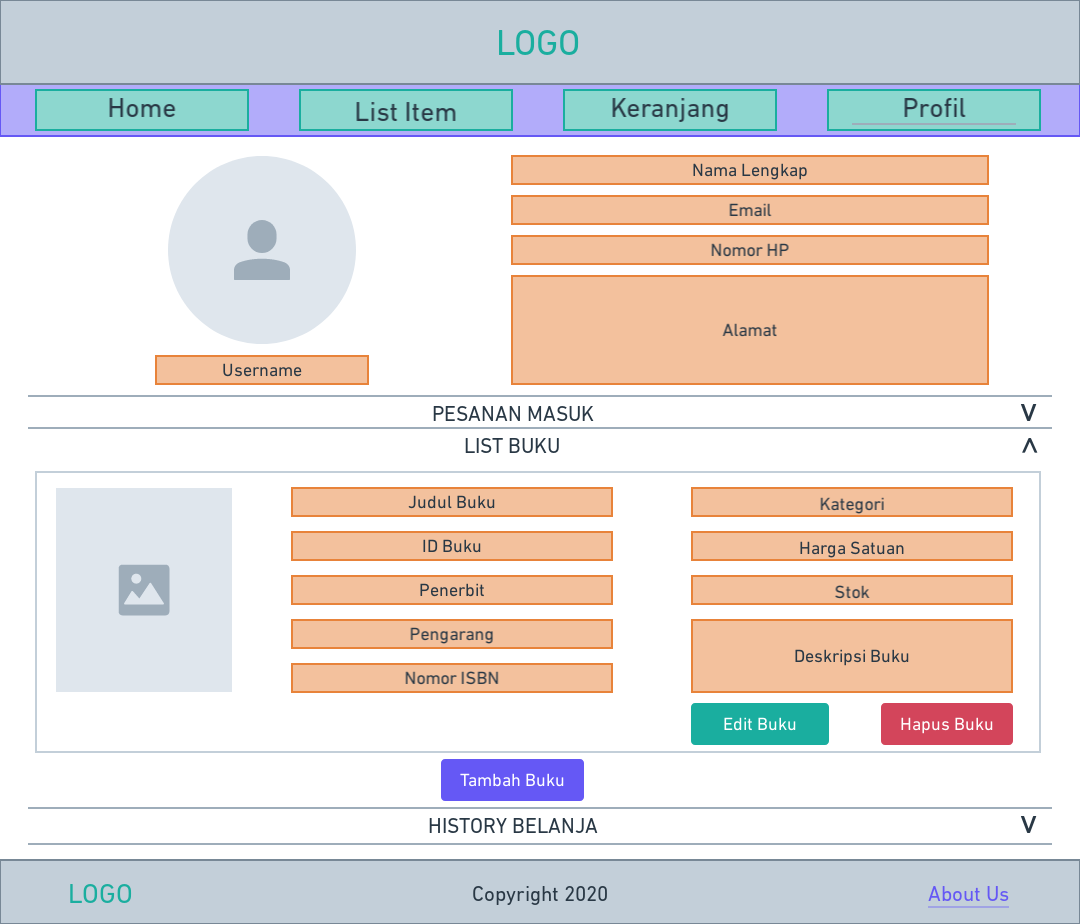 LOGO
Home
List Item
Keranjang
Profil
Nama Lengkap
Email
Nomor HP
Alamat
Username
PESANAN MASUK V
LIST BUKU ^
Judul Buku
ID Buku
Penerbit
Pengarang
Nomor ISBN
Kategori
Harga Satuan
Stok
Deskripsi Buku
Edit Buku
Hapus Buku
Tambah Buku
HISTORY BELANJA V
LOGO
Copyright 2020
About Us